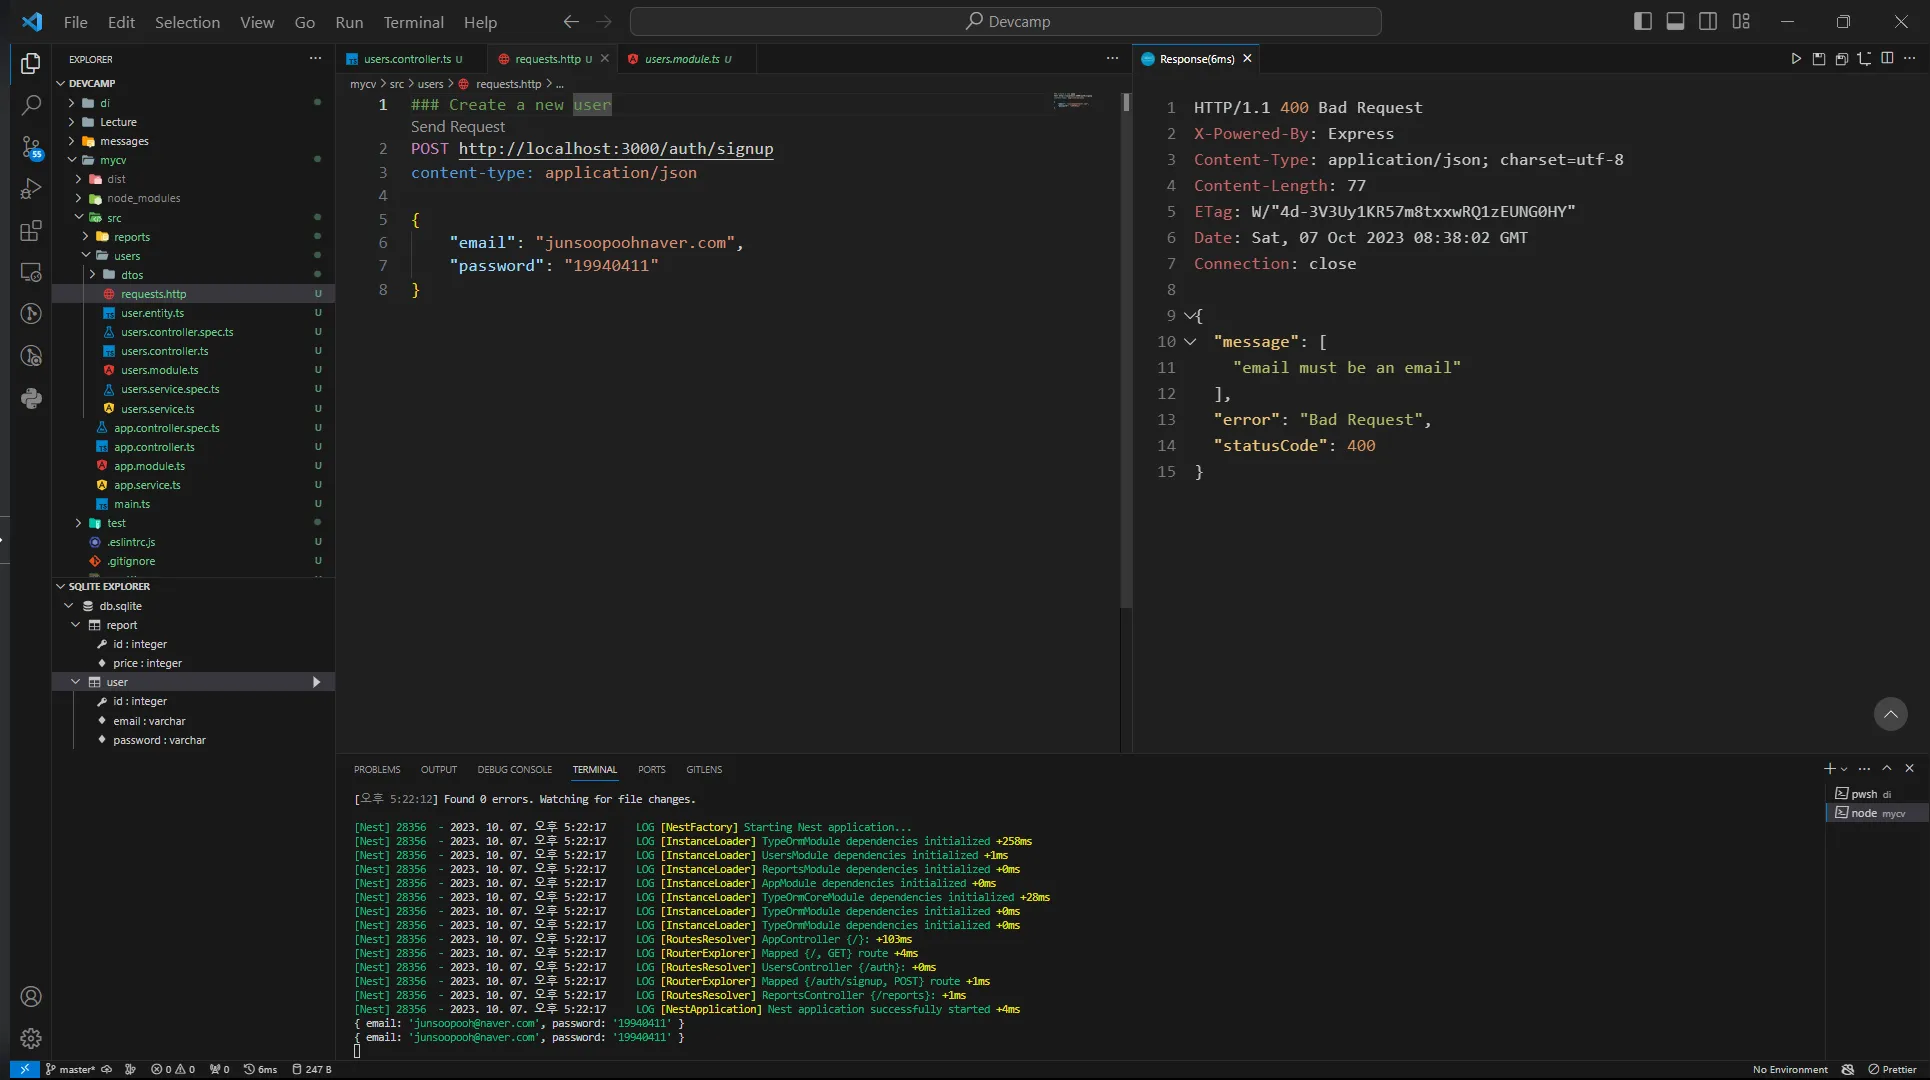 File Edit Selection View Go Run Terminal Help Devcamp
EXPLORER
DEVCAMP
di
Lecture
messages
mycv
dist
node_modules
src
reports
users
dtos
requests.http U
user.entity.ts U
users.controller.spec.ts U
users.controller.ts U
users.module.ts U
users.service.spec.ts U
users.service.ts U
app.controller.spec.ts U
app.controller.ts U
app.module.ts U
app.service.ts U
main.ts U
test
.eslintrc.js U
.gitignore U
SQLITE EXPLORER
db.sqlite
report
id : integer
price : integer
user
id : integer
email : varchar
password : varchar
55
users.controller.ts U requests.http U users.module.ts U
mycv > src > users > requests.http > ...
1 ### Create a new user
Send Request
2 POST http://localhost:3000/auth/signup
3 content-type: application/json
4
5 {
6 "email": "junsoopoohnaver.com",
7 "password": "19940411"
8 }
Response(6ms)
1 HTTP/1.1 400 Bad Request
2 X-Powered-By: Express
3 Content-Type: application/json; charset=utf-8
4 Content-Length: 77
5 ETag: W/"4d-3V3Uy1KR57m8txxwRQ1zEUNG0HY"
6 Date: Sat, 07 Oct 2023 08:38:02 GMT
7 Connection: close
8
9 {
10 "message": [
11 "email must be an email"
12 ],
13 "error": "Bad Request",
14 "statusCode": 400
15 }
PROBLEMS OUTPUT DEBUG CONSOLE TERMINAL PORTS GITLENS
[오후 5:22:12] Found 0 errors. Watching for file changes.
[Nest] 28356 - 2023. 10. 07. 오후 5:22:17 LOG [NestFactory] Starting Nest application...
[Nest] 28356 - 2023. 10. 07. 오후 5:22:17 LOG [InstanceLoader] TypeOrmModule dependencies initialized +258ms
[Nest] 28356 - 2023. 10. 07. 오후 5:22:17 LOG [InstanceLoader] UsersModule dependencies initialized +1ms
[Nest] 28356 - 2023. 10. 07. 오후 5:22:17 LOG [InstanceLoader] ReportsModule dependencies initialized +0ms
[Nest] 28356 - 2023. 10. 07. 오후 5:22:17 LOG [InstanceLoader] AppModule dependencies initialized +0ms
[Nest] 28356 - 2023. 10. 07. 오후 5:22:17 LOG [InstanceLoader] TypeOrmCoreModule dependencies initialized +28ms
[Nest] 28356 - 2023. 10. 07. 오후 5:22:17 LOG [InstanceLoader] TypeOrmModule dependencies initialized +0ms
[Nest] 28356 - 2023. 10. 07. 오후 5:22:17 LOG [InstanceLoader] TypeOrmModule dependencies initialized +0ms
[Nest] 28356 - 2023. 10. 07. 오후 5:22:17 LOG [RoutesResolver] AppController {/}: +103ms
[Nest] 28356 - 2023. 10. 07. 오후 5:22:17 LOG [RouterExplorer] Mapped {/, GET} route +4ms
[Nest] 28356 - 2023. 10. 07. 오후 5:22:17 LOG [RoutesResolver] UsersController {/auth}: +0ms
[Nest] 28356 - 2023. 10. 07. 오후 5:22:17 LOG [RouterExplorer] Mapped {/auth/signup, POST} route +1ms
[Nest] 28356 - 2023. 10. 07. 오후 5:22:17 LOG [RoutesResolver] ReportsController {/reports}: +1ms
[Nest] 28356 - 2023. 10. 07. 오후 5:22:17 LOG [NestApplication] Nest application successfully started +4ms
{ email: 'junsoopooh@naver.com', password: '19940411' }
{ email: 'junsoopooh@naver.com', password: '19940411' }
pwsh di
node mycv
master* 0 0 0 6ms 247 B No Environment Prettier